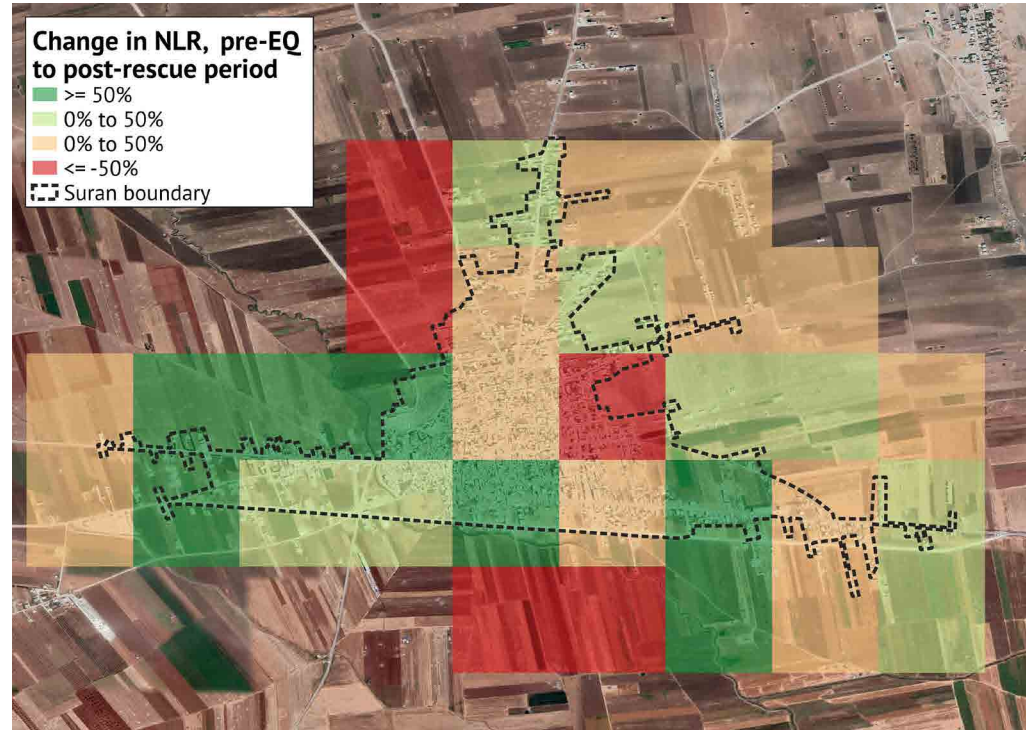 Change in NLR, pre-EQ
to post-rescue period
>= 50%
0% to 50%
0% to 50%
<= -50%
Suran boundary